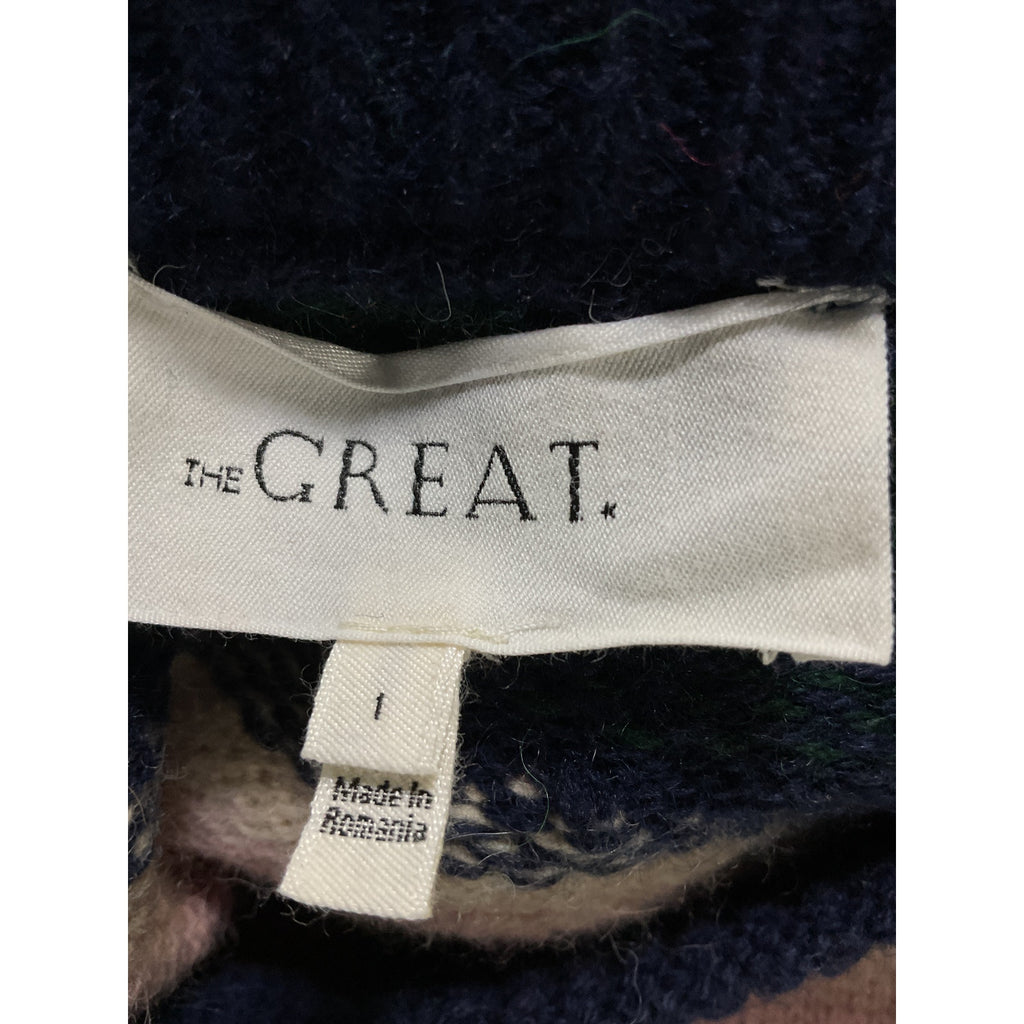 THE GREAT.
1
Made In
Romania